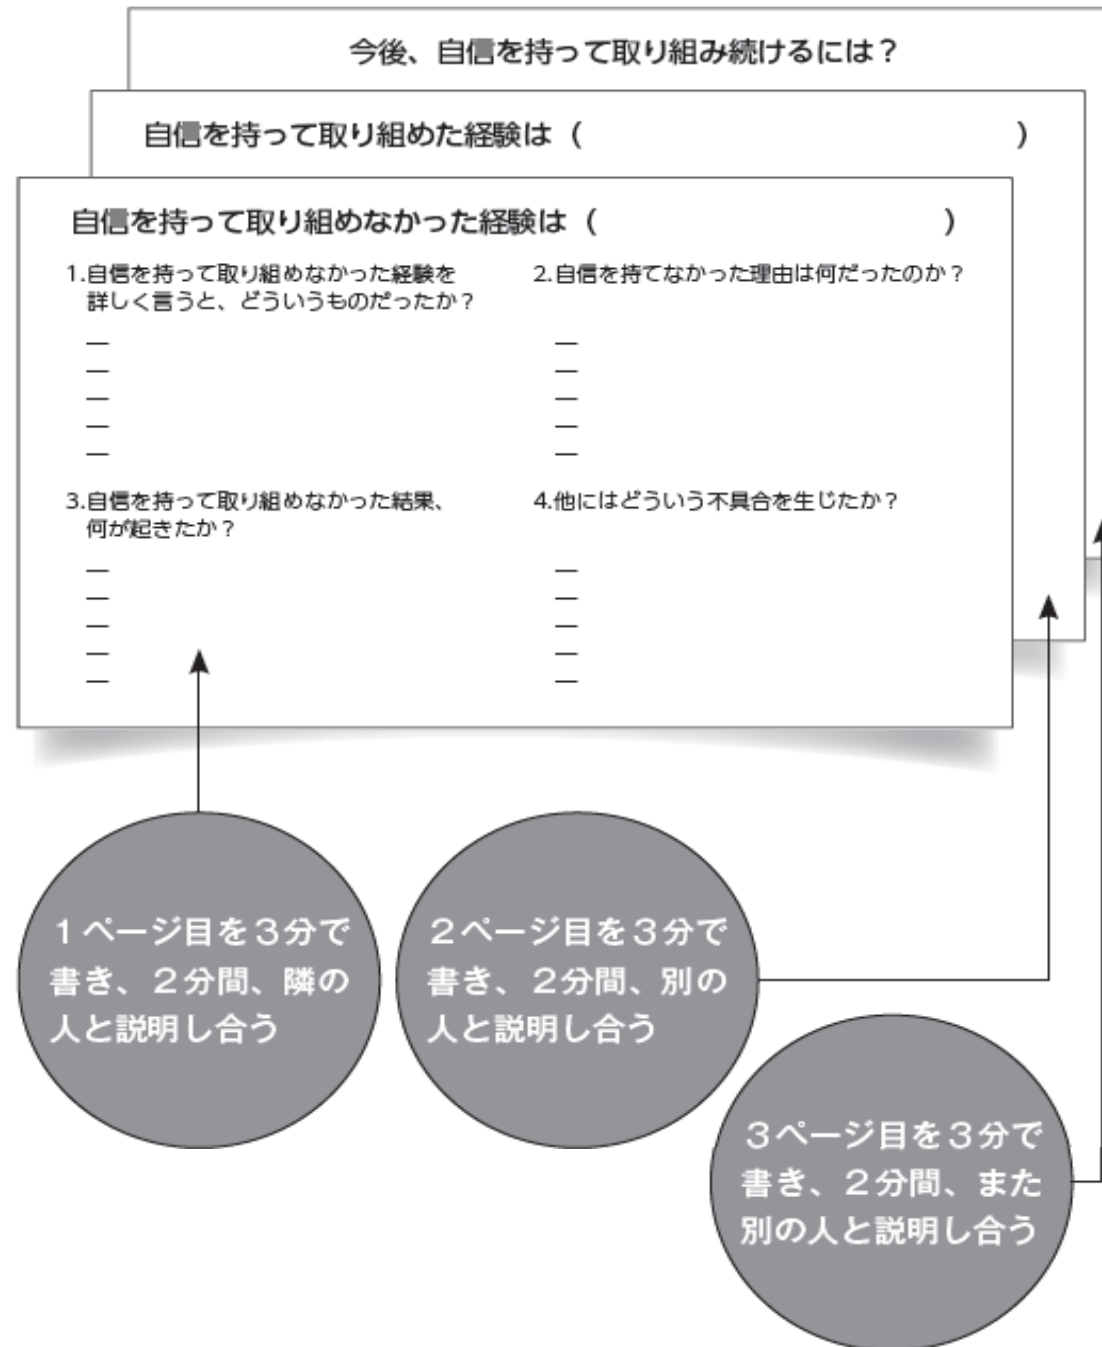 今後、自信を持って取り組み続けるには？
自信を持って取り組めた経験は（　　　）
自信を持って取り組めなかった経験は（　　　）
1.自信を持って取り組めなかった経験を
詳しく言うと、どういうものだったか？
—
—
—
—
—
2.自信を持てなかった理由は何だったのか？
—
—
—
—
—
3.自信を持って取り組めなかった結果、
何が起きたか？
—
—
—
—
—
4.他にはどういう不具合を生じたか？
—
—
—
—
—
１ページ目を３分で
書き、２分間、隣の
人と説明し合う
２ページ目を３分で
書き、２分間、別の
人と説明し合う
３ページ目を３分で
書き、２分間、また
別の人と説明し合う